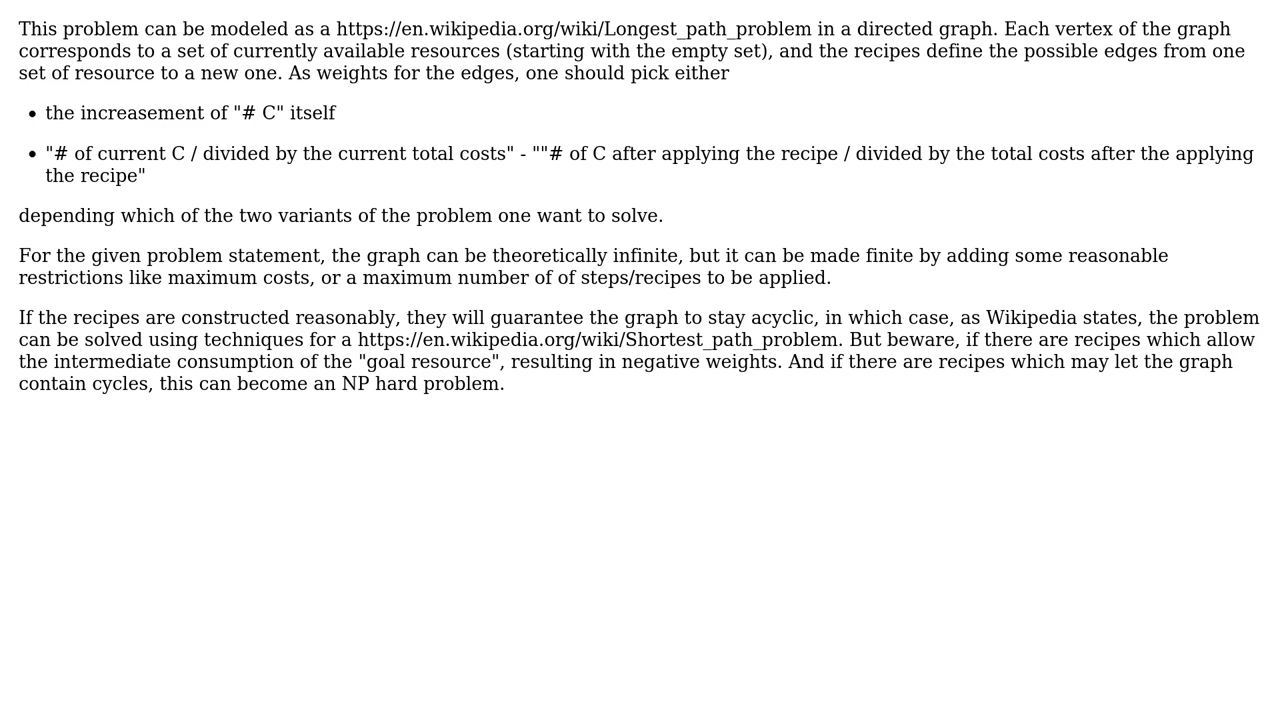 This problem can be modeled as a https://en.wikipedia.org/wiki/Longest_path_problem in a directed graph. Each vertex of the graph
corresponds to a set of currently available resources (starting with the empty set), and the recipes define the possible edges from one
set of resource to a new one. As weights for the edges, one should pick either
• the increasement of "# C" itself
• "# of current C / divided by the current total costs" - ""# of C after applying the recipe / divided by the total costs after the applying
the recipe"
depending which of the two variants of the problem one want to solve.
For the given problem statement, the graph can be theoretically infinite, but it can be made finite by adding some reasonable
restrictions like maximum costs, or a maximum number of of steps/recipes to be applied.
If the recipes are constructed reasonably, they will guarantee the graph to stay acyclic, in which case, as Wikipedia states, the problem
can be solved using techniques for a https://en.wikipedia.org/wiki/Shortest_path_problem. But beware, if there are recipes which allow
the intermediate consumption of the "goal resource", resulting in negative weights. And if there are recipes which may let the graph
contain cycles, this can become an NP hard problem.